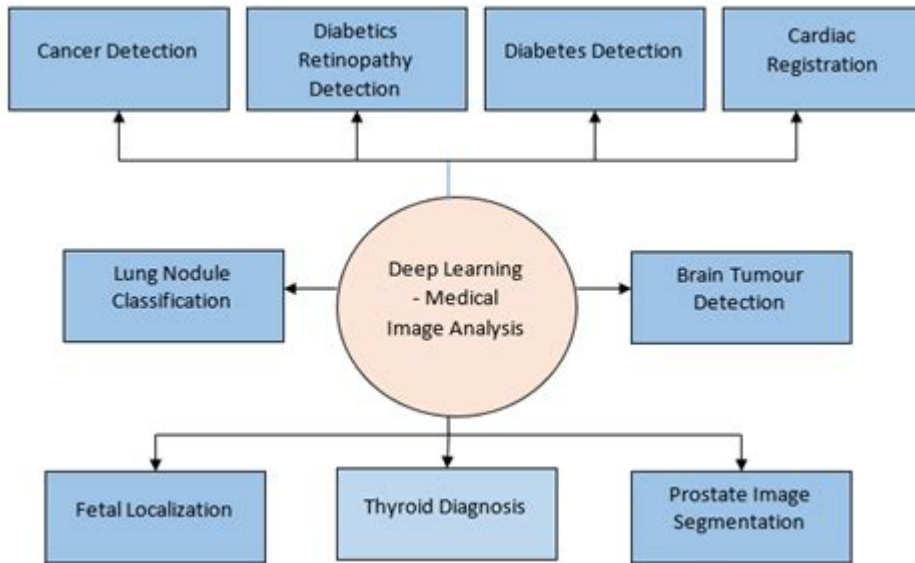 Cancer Detection
Diabetics
Retinopathy
Detection
Diabetes Detection
Cardiac
Registration
Lung Nodule
Classification
Deep Learning
- Medical
Image Analysis
Brain Tumour
Detection
Fetal Localization
Thyroid Diagnosis
Prostate Image
Segmentation